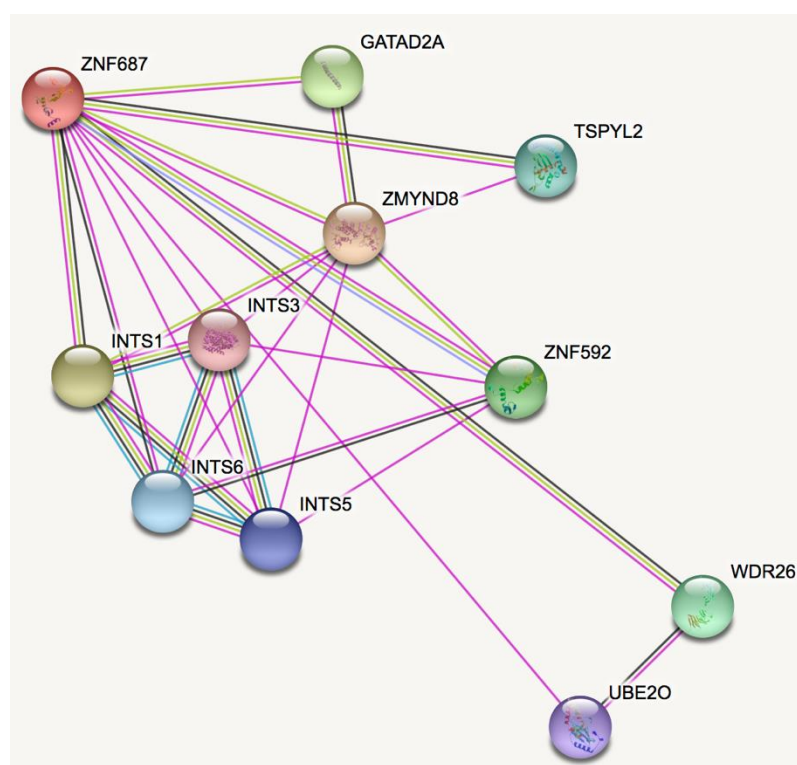 GATAD2A
ZNF687
TSPYL2
ZMYND8
INTS3
INTS1
ZNF592
INTS6
INTS5
WDR26
UBE2O